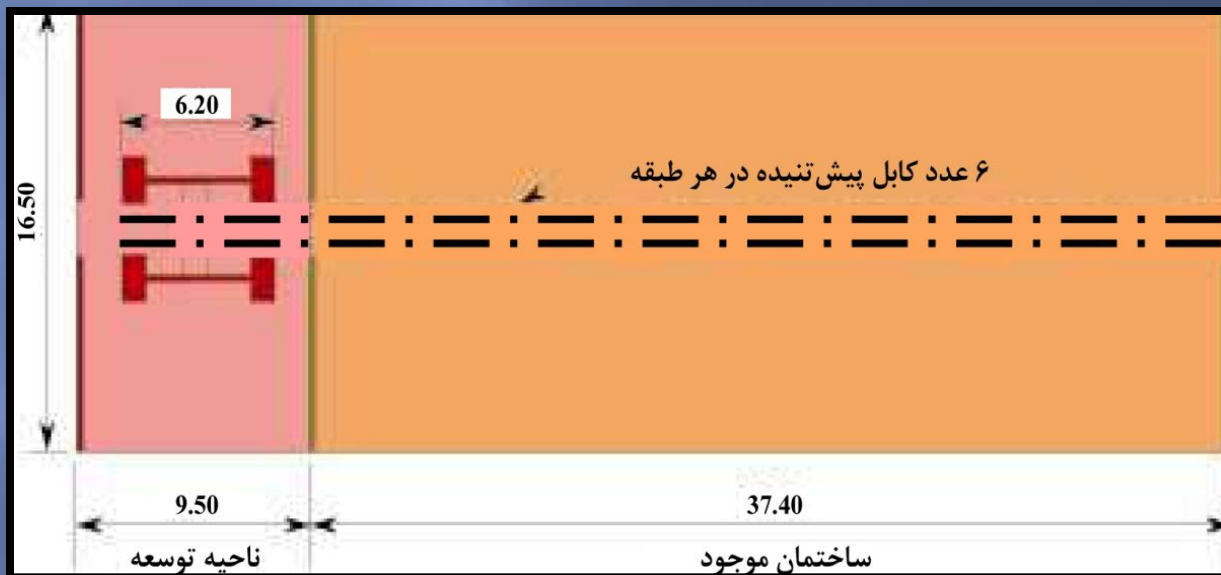 6.20
۶ عدد کابل پیش‌تنیده در هر طبقه
16.50
9.50
37.40
ناحیه توسعه
ساختمان موجود